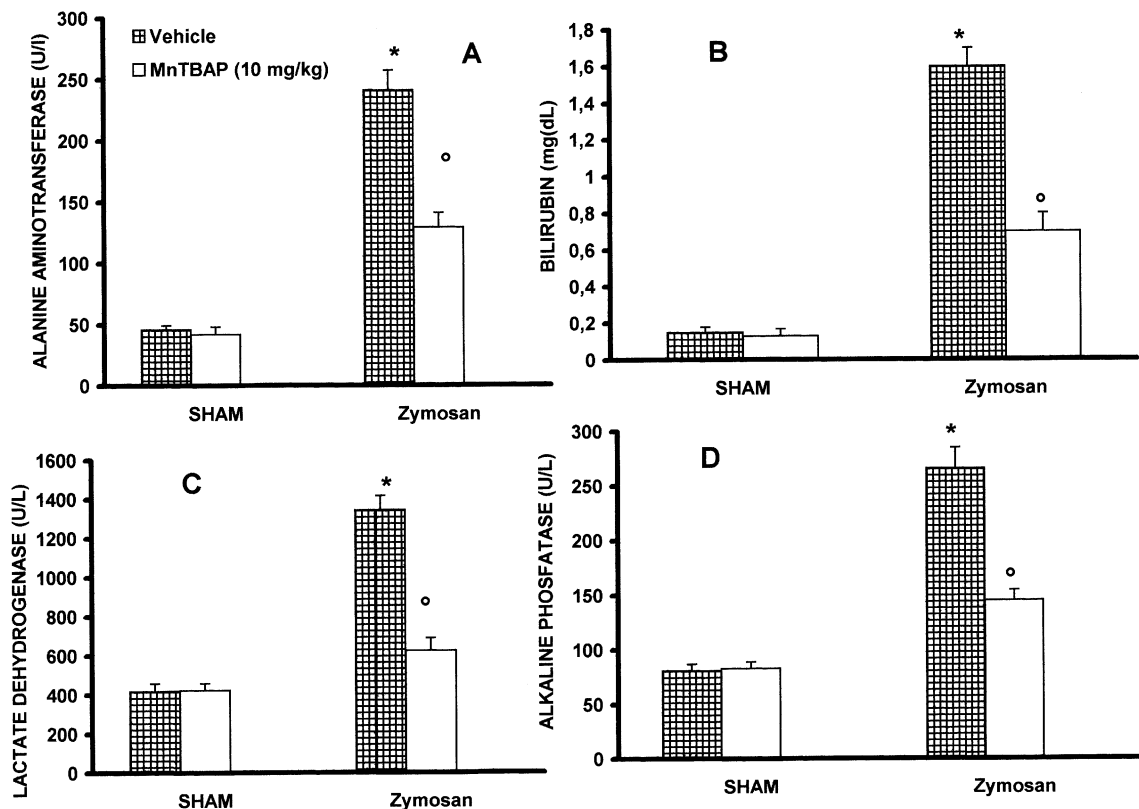 ALANINE AMINOTRANSFERASE (U/l)
300
250
200
150
100
50
0
Vehicle
MnTBAP (10 mg/kg)
A
*
°
SHAM
Zymosan
BILIRUBIN (mg(dL)
1,8
1,6
1,4
1,2
1
0,8
0,6
0,4
0,2
0
B
*
°
SHAM
Zymosan
LACTATE DEHYDROGENASE (U/L)
1600
1400
1200
1000
800
600
400
200
0
C
*
°
SHAM
Zymosan
ALKALINE PHOSFATASE (U/L)
300
250
200
150
100
50
0
D
*
°
SHAM
Zymosan